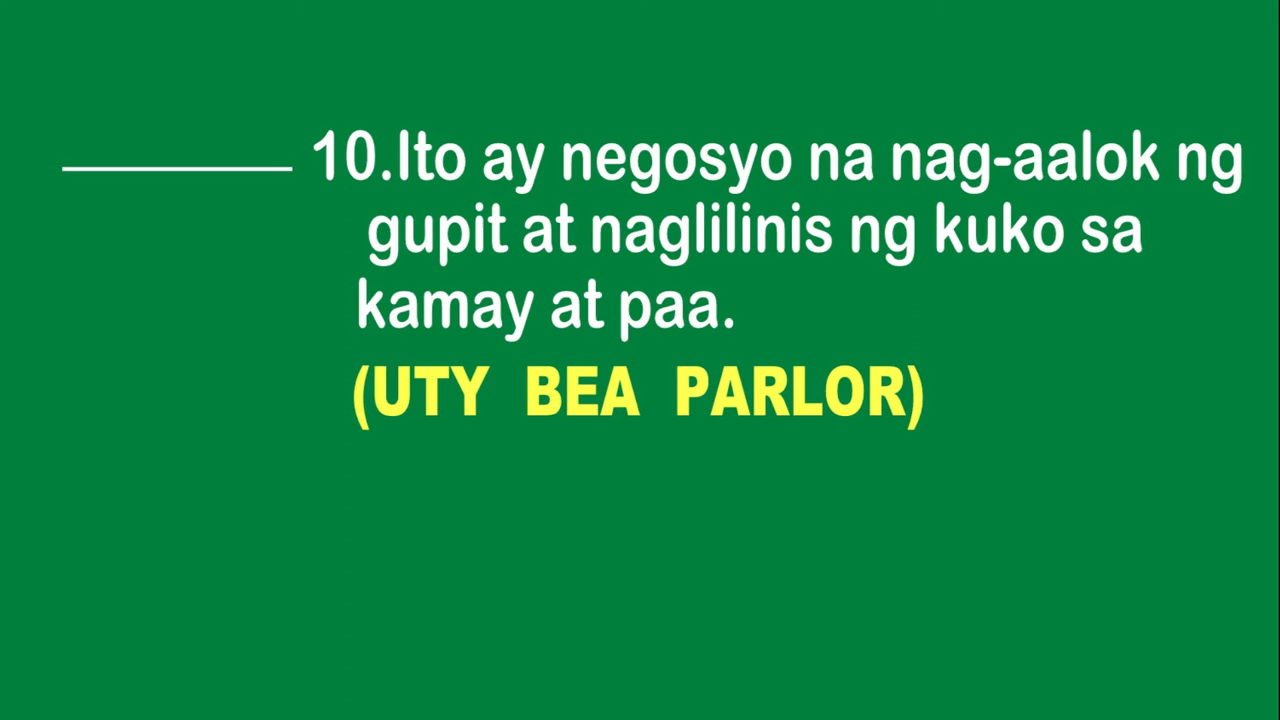 __________ 10.Ito ay negosyo na nag-aalok ng
gupit at naglilinis ng kuko sa
kamay at paa.
(UTY BEA PARLOR)